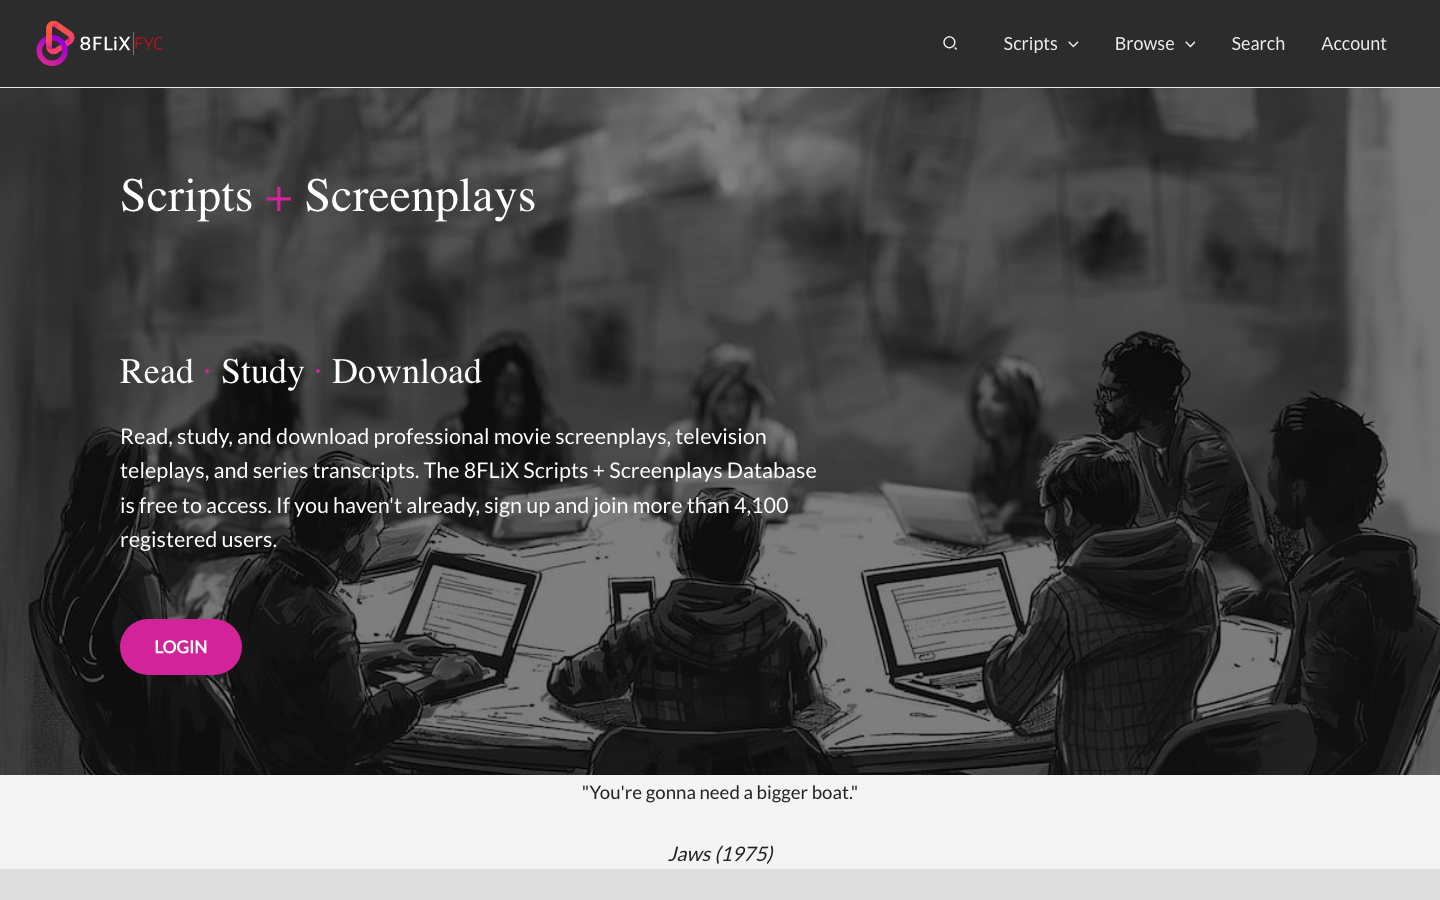 8FLiX FYC
Scripts
Browse
Search
Account
Scripts + Screenplays
Read · Study · Download
Read, study, and download professional movie screenplays, television
teleplays, and series transcripts. The 8FLiX Scripts + Screenplays Database
is free to access. If you haven't already, sign up and join more than 4,100
registered users.
LOGIN
"You're gonna need a bigger boat."
Jaws (1975)